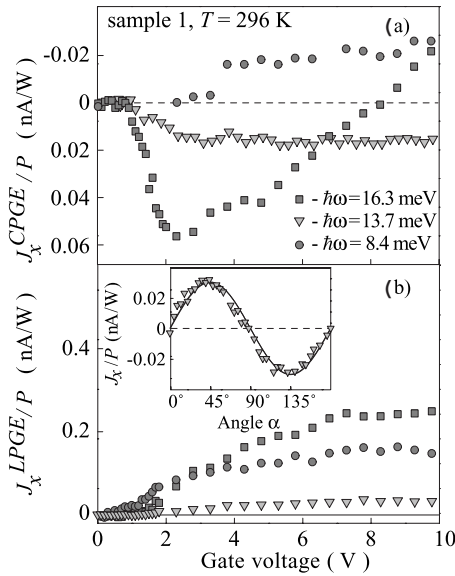 sample 1, T = 296 K
(a)
-0.02
0
0.02
0.04
0.06
J_x^CPGE/P ( nA/W)
- ħω=16.3 meV
- ħω=13.7 meV
- ħω=8.4 meV
(b)
0.4
0.2
0
J_x^LPGE/P ( nA/W)
0.02
0
-0.02
J_x/P (nA/W)
0 45° 90° 135°
Angle α
0 2 4 6 8 10
Gate voltage ( V )